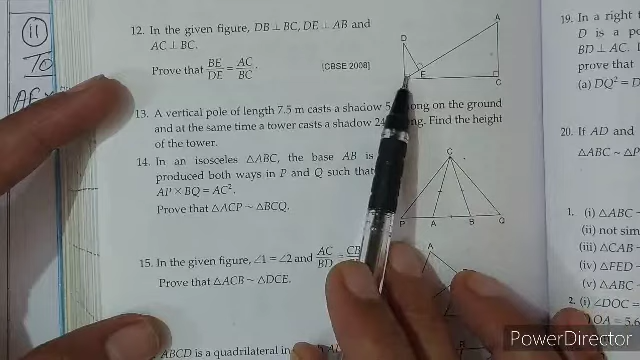 11
To
12. In the given figure, DB ⊥ BC, DE ⊥ AB and
AC ⊥ BC.
Prove that BE/DE = AC/BC. [CBSE 2008]
D
A
E
C
13. A vertical pole of length 7.5 m casts a shadow 5 long on the ground
and at the same time a tower casts a shadow 24 Find the height
of the tower.
14. In an isosceles △ABC, the base AB is
produced both ways in P and Q such that
AP × BQ = AC².
Prove that △ACP ~ △BCQ.
C
P A B Q
15. In the given figure, ∠1 = ∠2 and AC/BD = CB
Prove that △ACB ~ △DCE.
A
ABCD is a quadrilateral in
19. In a right t
D is a po
BD ⊥ AC. 
prove that
(a) DQ² = D
20. If AD and
△ABC ~ △P
1. (i) △ABC ~
(ii) not sim
(iii) △CAB ~
(iv) △FED ~
(v) △ABC ~
2. (i) ∠DOC =
OA = 5.6
PowerDirector